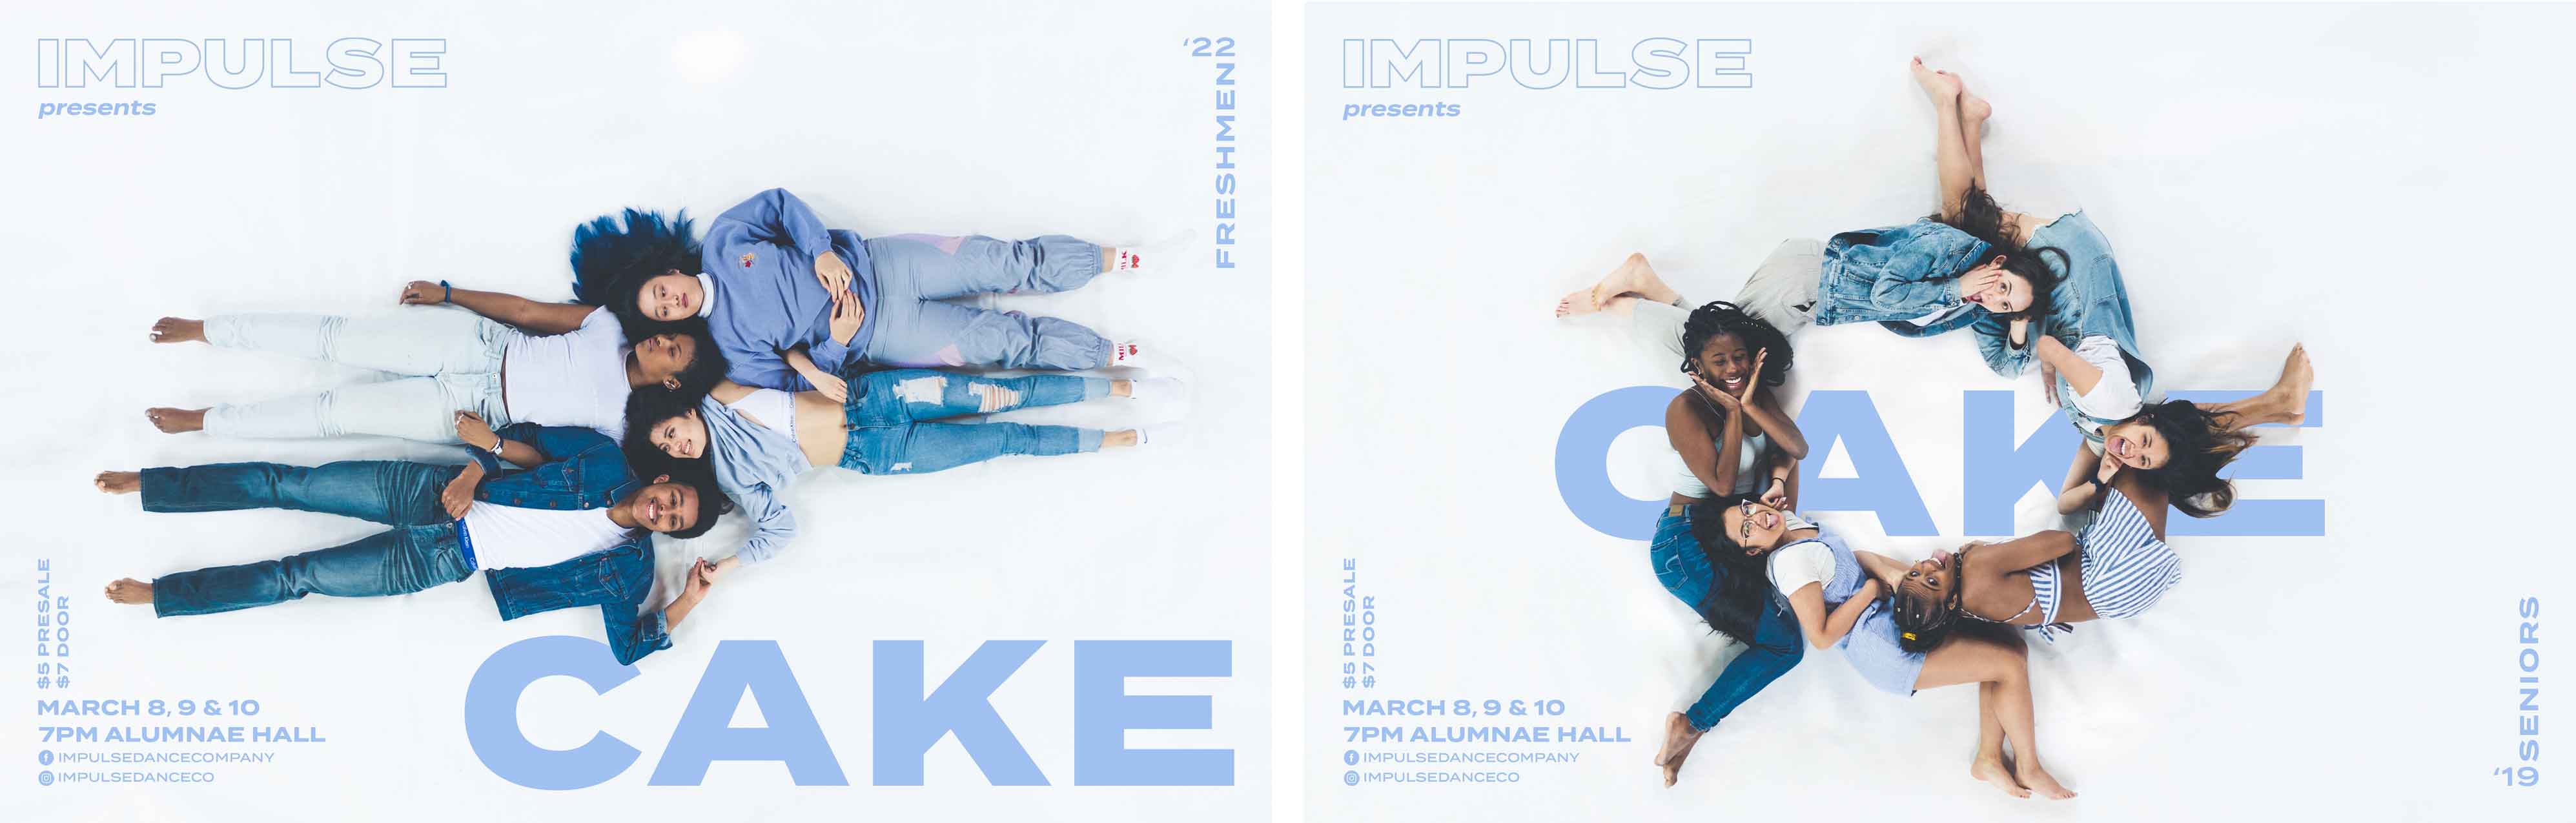 IMPULSE
presents
‘22
FRESHMEN
$5 PRESALE
$7 DOOR
MARCH 8, 9 & 10
7PM ALUMNAE HALL
IMPULSEDANCECOMPANY
IMPULSEDANCECO
CAKE
IMPULSE
presents
CAKE
$5 PRESALE
$7 DOOR
MARCH 8, 9 & 10
7PM ALUMNAE HALL
IMPULSEDANCECOMPANY
IMPULSEDANCECO
‘19
SENIORS